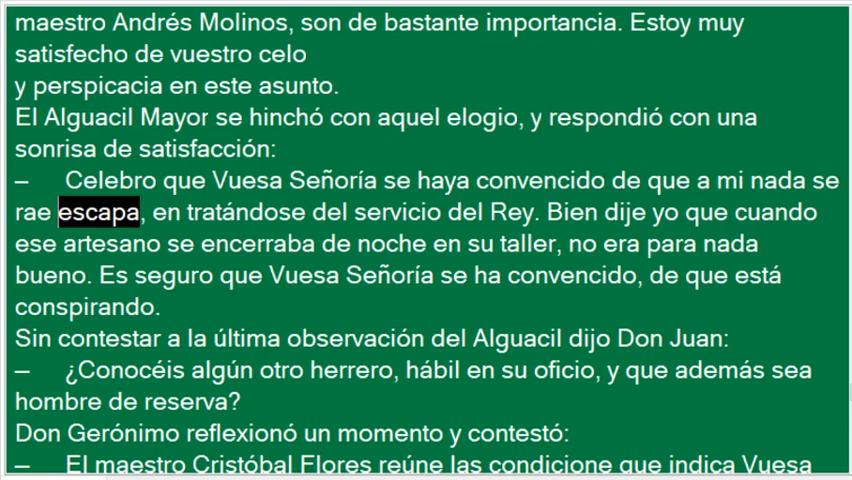 maestro Andrés Molinos, son de bastante importancia. Estoy muy
satisfecho de vuestro celo
y perspicacia en este asunto.
El Alguacil Mayor se hinchó con aquel elogio, y respondió con una
sonrisa de satisfacción:
–	Celebro que Vuesa Señoría se haya convencido de que a mi nada se
rae escapa, en tratándose del servicio del Rey. Bien dije yo que cuando
ese artesano se encerraba de noche en su taller, no era para nada
bueno. Es seguro que Vuesa Señoría se ha convencido, de que está
conspirando.
Sin contestar a la última observación del Alguacil dijo Don Juan:
–	¿Conocéis algún otro herrero, hábil en su oficio, y que además sea
hombre de reserva?
Don Gerónimo reflexionó un momento y contestó:
–	El maestro Cristóbal Flores reúne las condicione que indica Vuesa